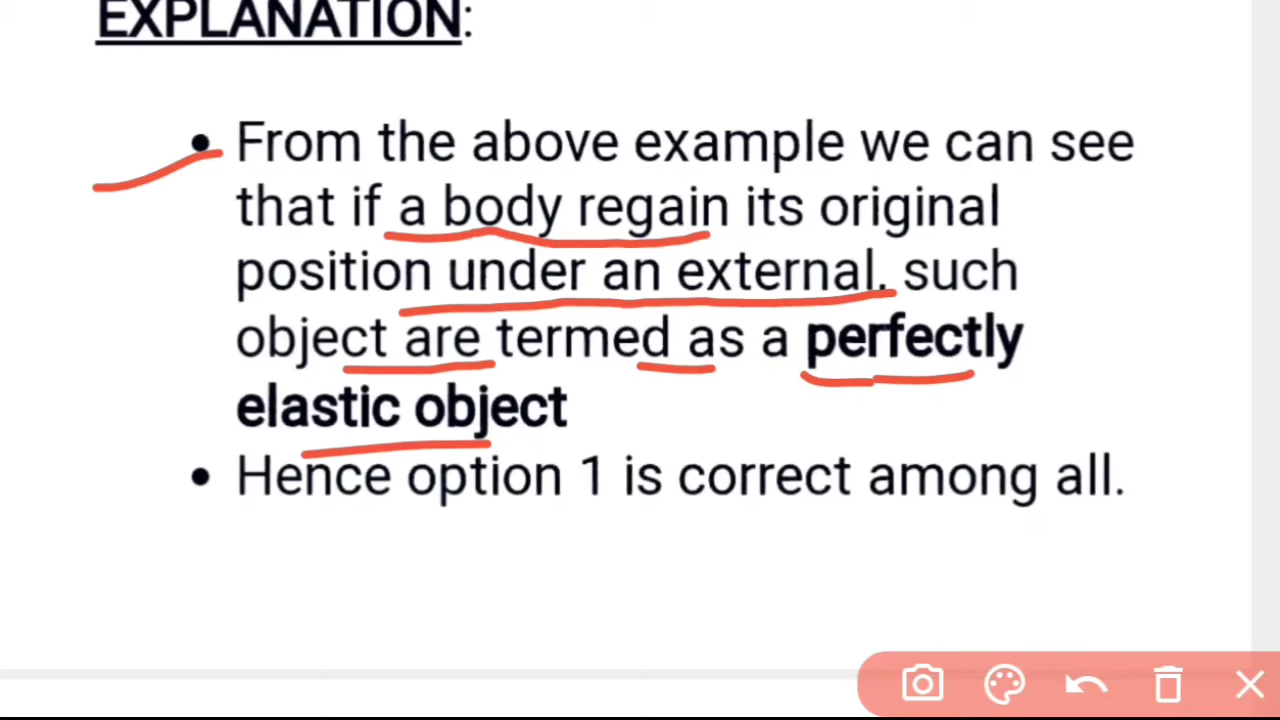 EXPLANATION:
• From the above example we can see
that if a body regain its original
position under an external, such
object are termed as a perfectly
elastic object
• Hence option 1 is correct among all.